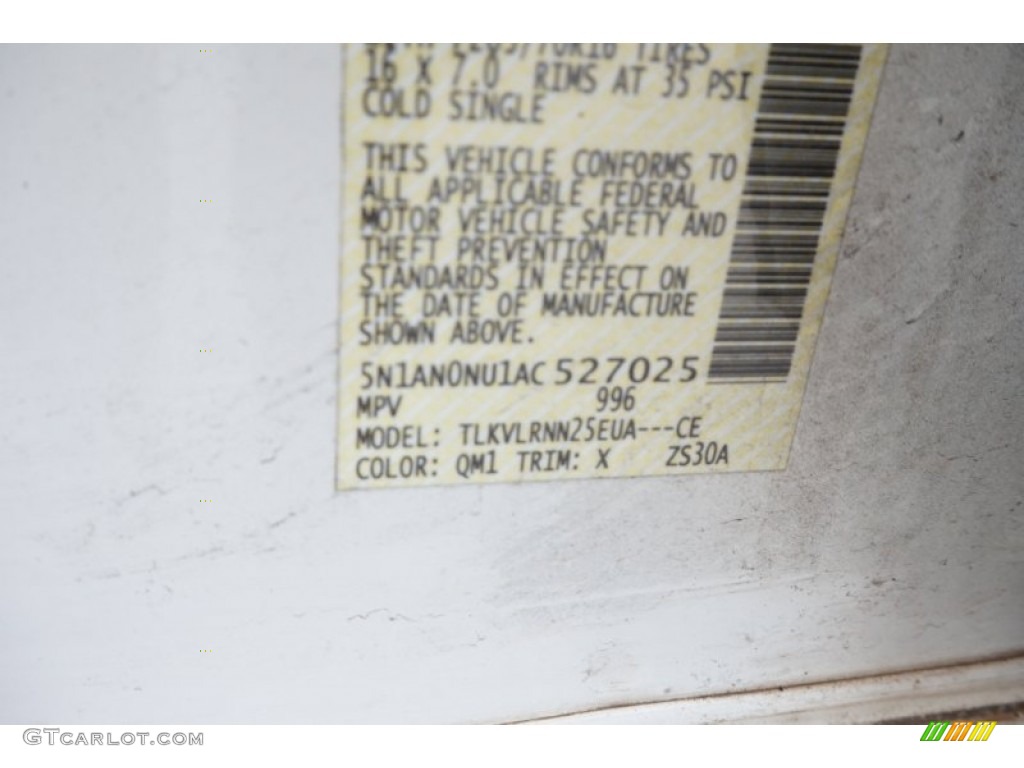 TIRES
16 X 7.0 RIMS AT 35 PSI
COLD SINGLE
THIS VEHICLE CONFORMS TO
ALL APPLICABLE FEDERAL
MOTOR VEHICLE SAFETY AND
THEFT PREVENTION
STANDARDS IN EFFECT ON
THE DATE OF MANUFACTURE
SHOWN ABOVE.
5N1AN0NU1AC527025
MPV 996
MODEL: TLKVLRNN25EUA---CE
COLOR: QM1 TRIM: X ZS30A
GTCARLOT.COM